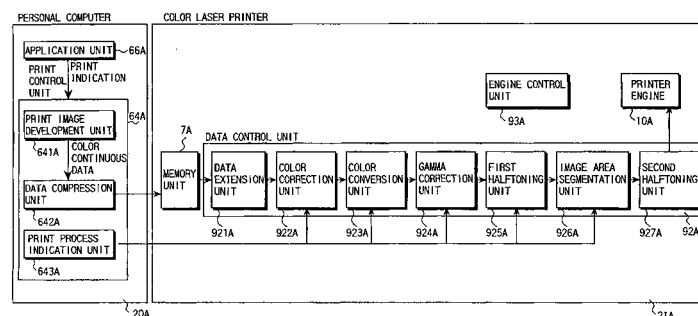 PERSONAL COMPUTER
COLOR LASER PRINTER
APPLICATION UNIT
66A
PRINT CONTROL UNIT
PRINT INDICATION
64A
PRINT IMAGE DEVELOPMENT UNIT
641A
COLOR CONTINUOUS DATA
DATA COMPRESSION UNIT
642A
PRINT PROCESS INDICATION UNIT
643A
20A
ENGINE CONTROL UNIT
93A
PRINTER ENGINE
10A
7A
DATA CONTROL UNIT
MEMORY UNIT
DATA EXTENSION UNIT
COLOR CORRECTION UNIT
COLOR CONVERSION UNIT
GAMMA CORRECTION UNIT
FIRST HALFTONING UNIT
IMAGE AREA SEGMENTATION UNIT
SECOND HALFTONING UNIT
921A
922A
923A
924A
925A
926A
927A
92A
21A